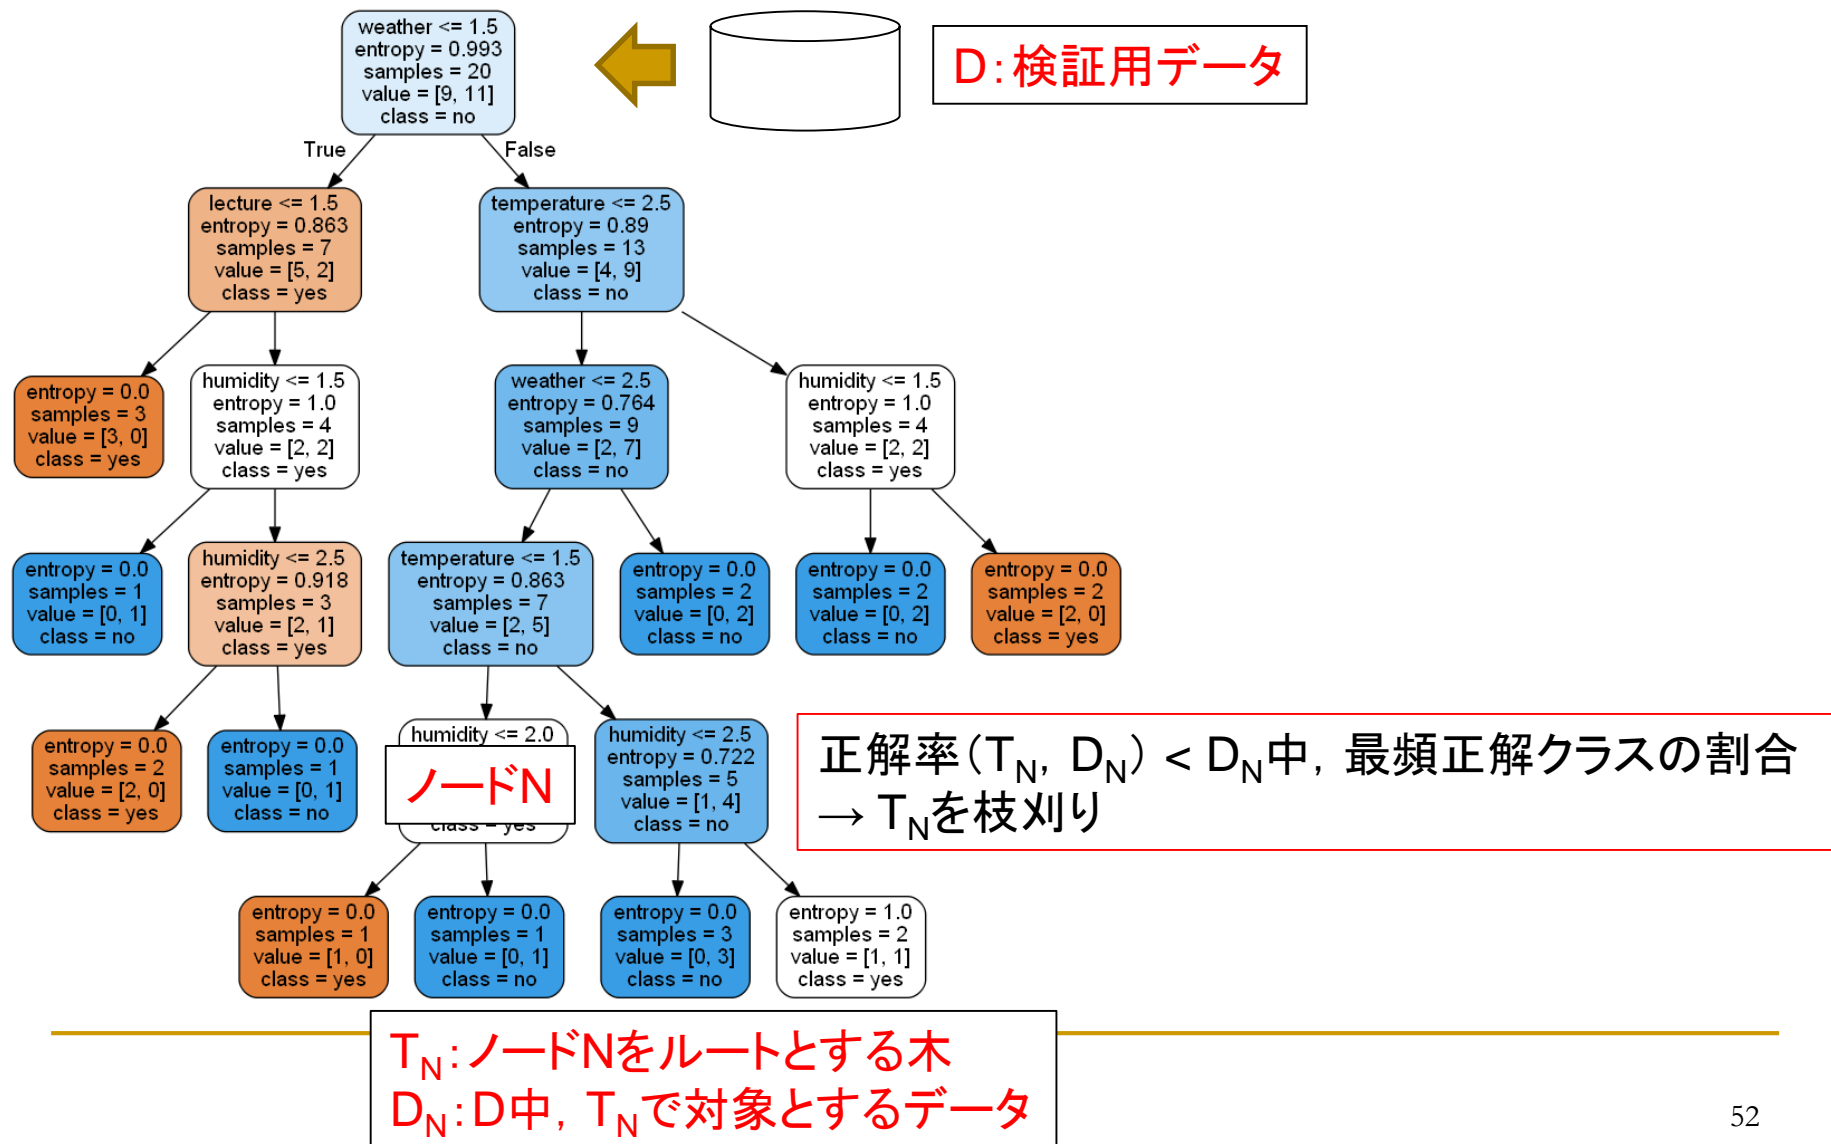 weather <= 1.5
entropy = 0.993
samples = 20
value = [9, 11]
class = no
D:検証用データ
True
False
lecture <= 1.5
entropy = 0.863
samples = 7
value = [5, 2]
class = yes
temperature <= 2.5
entropy = 0.89
samples = 13
value = [4, 9]
class = no
entropy = 0.0
samples = 3
value = [3, 0]
class = yes
humidity <= 1.5
entropy = 1.0
samples = 4
value = [2, 2]
class = yes
weather <= 2.5
entropy = 0.764
samples = 9
value = [2, 7]
class = no
humidity <= 1.5
entropy = 1.0
samples = 4
value = [2, 2]
class = yes
entropy = 0.0
samples = 1
value = [0, 1]
class = no
humidity <= 2.5
entropy = 0.918
samples = 3
value = [2, 1]
class = yes
temperature <= 1.5
entropy = 0.863
samples = 7
value = [2, 5]
class = no
entropy = 0.0
samples = 2
value = [0, 2]
class = no
entropy = 0.0
samples = 2
value = [0, 2]
class = no
entropy = 0.0
samples = 2
value = [2, 0]
class = yes
entropy = 0.0
samples = 2
value = [2, 0]
class = yes
entropy = 0.0
samples = 1
value = [0, 1]
class = no
humidity <= 2.0
ノードN
class = yes
humidity <= 2.5
entropy = 0.722
samples = 5
value = [1, 4]
class = no
正解率(TN, DN) < DN中, 最頻正解クラスの割合
→ TNを枝刈り
entropy = 0.0
samples = 1
value = [1, 0]
class = yes
entropy = 0.0
samples = 1
value = [0, 1]
class = no
entropy = 0.0
samples = 3
value = [0, 3]
class = no
entropy = 1.0
samples = 2
value = [1, 1]
class = yes
TN:ノードNをルートとする木
DN:D中, TNで対象とするデータ
52